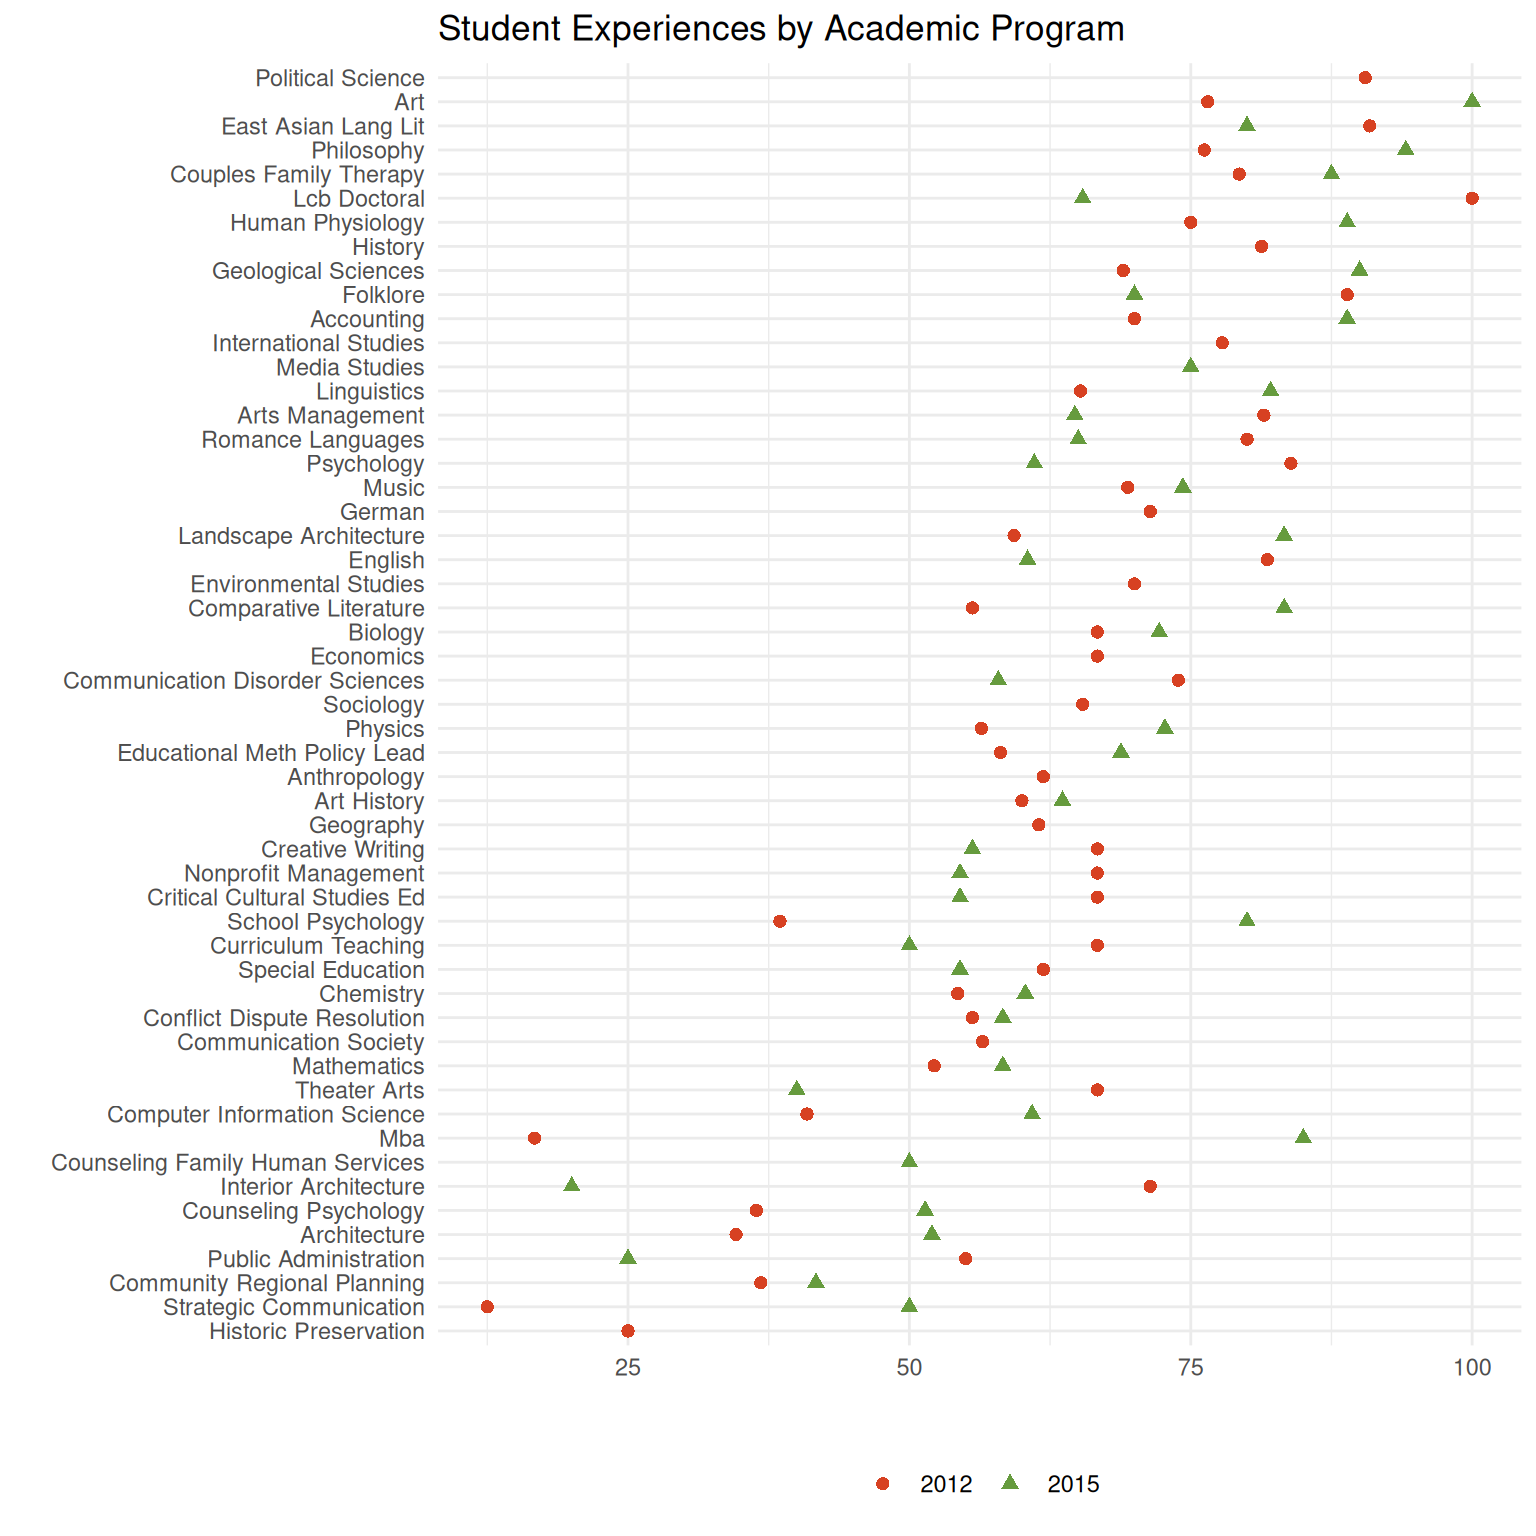 Student Experiences by Academic Program
Political Science
Art
East Asian Lang Lit
Philosophy
Couples Family Therapy
Lcb Doctoral
Human Physiology
History
Geological Sciences
Folklore
Accounting
International Studies
Media Studies
Linguistics
Arts Management
Romance Languages
Psychology
Music
German
Landscape Architecture
English
Environmental Studies
Comparative Literature
Biology
Economics
Communication Disorder Sciences
Sociology
Physics
Educational Meth Policy Lead
Anthropology
Art History
Geography
Creative Writing
Nonprofit Management
Critical Cultural Studies Ed
School Psychology
Curriculum Teaching
Special Education
Chemistry
Conflict Dispute Resolution
Communication Society
Mathematics
Theater Arts
Computer Information Science
Mba
Counseling Family Human Services
Interior Architecture
Counseling Psychology
Architecture
Public Administration
Community Regional Planning
Strategic Communication
Historic Preservation
25 50 75 100
2012 2015